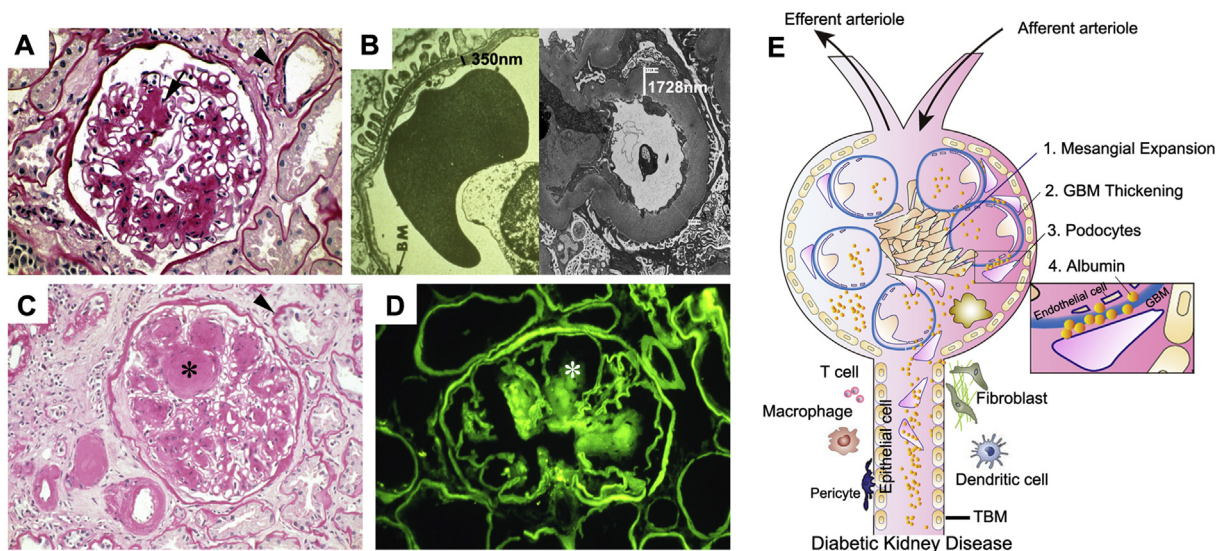 A
B
350nm
1728nm
BM
C
*
D
*
E
Efferent arteriole
Afferent arteriole
1. Mesangial Expansion
2. GBM Thickening
3. Podocytes
4. Albumin
Endothelial cell
GBM
T cell
Macrophage
Pericyte
Epithelial cell
Fibroblast
Dendritic cell
TBM
Diabetic Kidney Disease